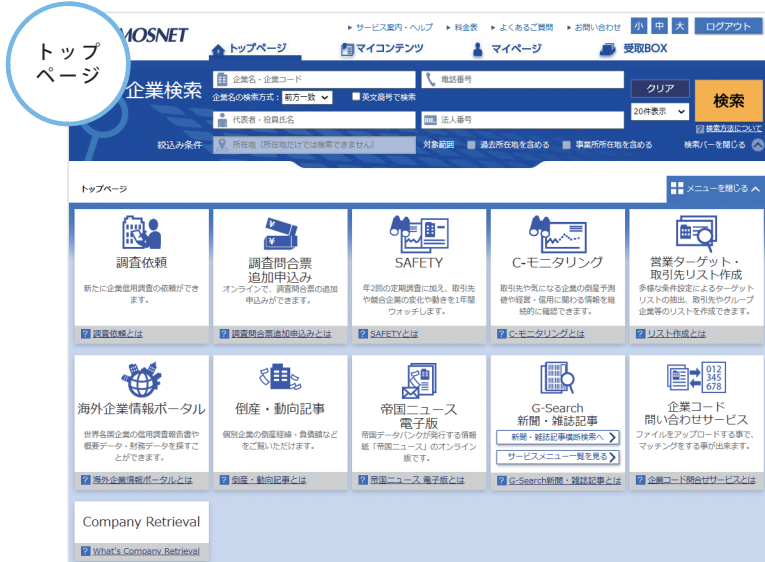 トップ
ページ
MOSNET
サービス案内・ヘルプ
料金表
よくあるご質問
お問い合わせ
小 中 大
ログアウト
トップページ
マイコンテンツ
マイページ
受取BOX
企業検索
企業名・企業コード
電話番号
企業名の検索方式：前方一致
英文商号で検索
クリア
検索
代表者・役員氏名
法人番号
20件表示
? 検索方法について
絞込み条件
所在地（所在地だけでは検索できません）
対象範囲
過去所在地を含める
事業所所在地を含める
検索バーを閉じる
トップページ
メニューを閉じる
調査依頼
新たに企業信用調査の依頼ができ
ます。
? 調査依頼とは
調査問合票
追加申込み
オンラインで、調査問合票の追加
申込みができます。
? 調査問合票追加申込みとは
SAFETY
年2回の定期調査に加え、取引先
や競合企業の変化や動きを1年間
ウォッチします。
? SAFETYとは
C-モニタリング
取引先や気になる企業の倒産予測
値や経営・信用に関わる情報を継
続的に確認できます。
? C-モニタリングとは
営業ターゲット・
取引先リスト作成
多様な条件設定によるターゲット
リストの抽出、取引先やグループ
企業等のリストを作成できます。
? リスト作成とは
海外企業情報ポータル
世界各国企業の信用調査報告書や
概要データ・財務データを探すこ
とができます。
? 海外企業情報ポータルとは
倒産・動向記事
個別企業の倒産経緯・負債額など
をご覧いただけます。
? 倒産・動向記事とは
帝国ニュース
電子版
帝国データバンクが発行する情報
紙「帝国ニュース」のオンライン
版です。
? 帝国ニュース 電子版とは
G-Search
新聞・雑誌記事
新聞・雑誌記事横断検索へ
サービスメニュー一覧を見る
? G-Search新聞・雑誌記事とは
012
345
678
企業コード
問い合わせサービス
ファイルをアップロードする事で、
マッチングをする事が出来ます。
? 企業コード問合せサービスとは
Company Retrieval
? What's Company Retrieval